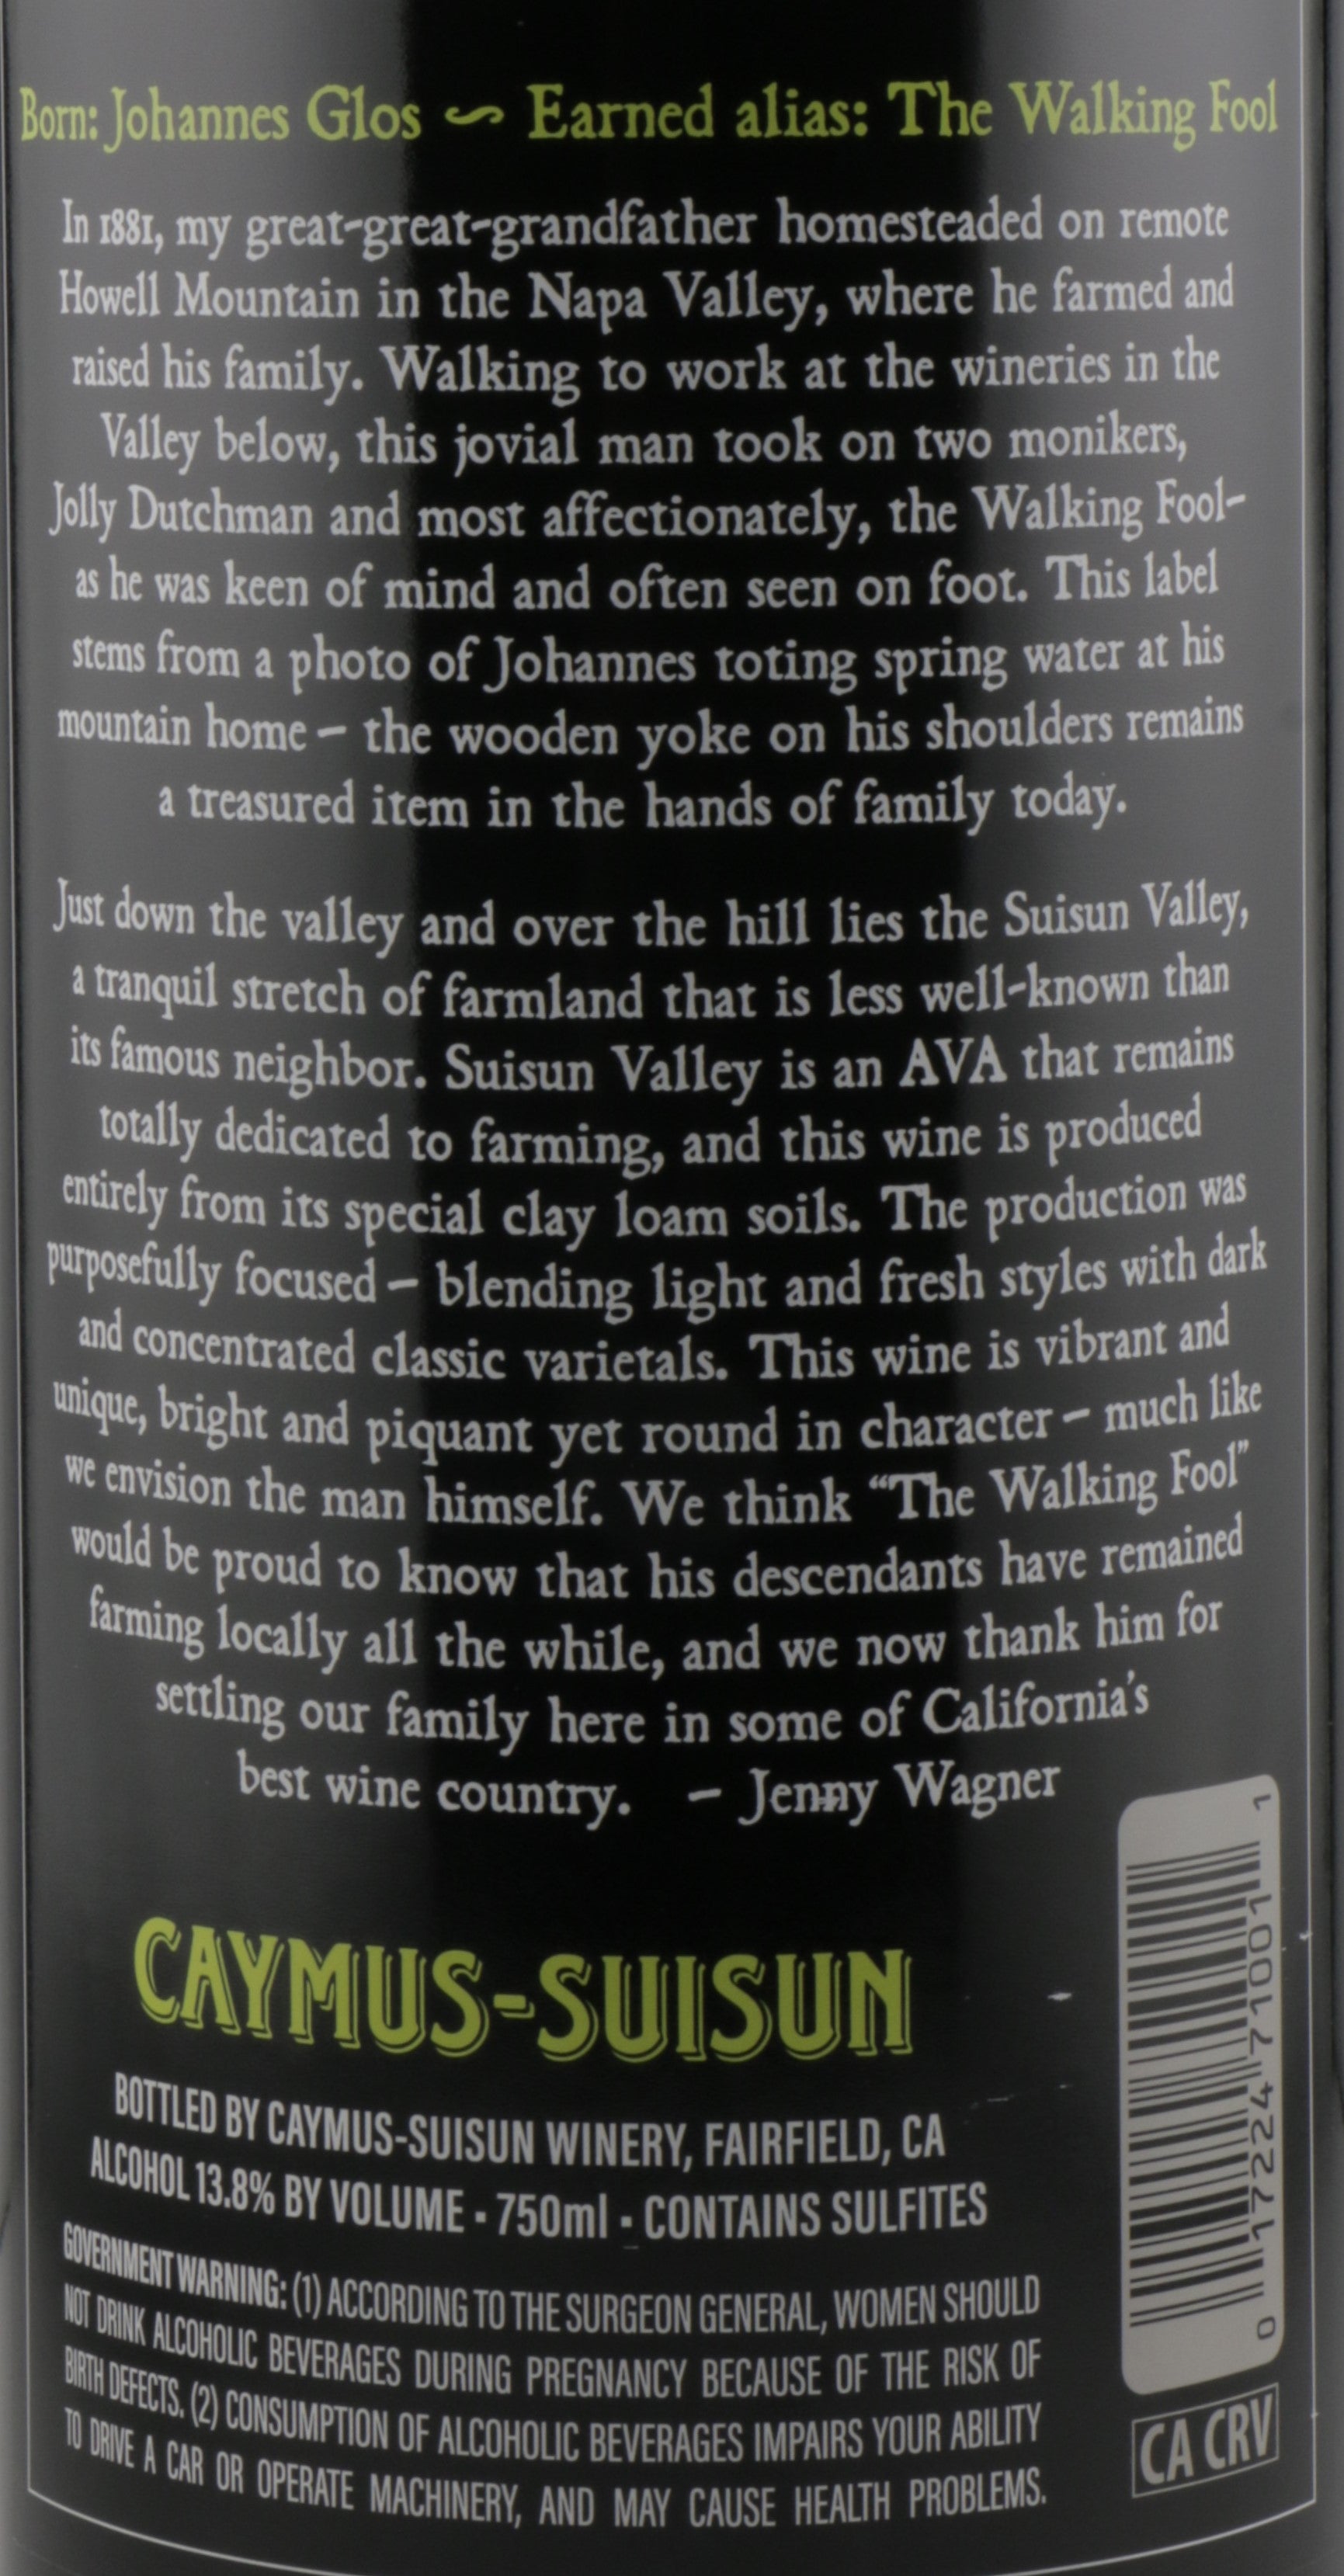 Born: Johannes Glos ~ Earned alias: The Walking Fool
In 1881, my great-great-grandfather homesteaded on remote
Howell Mountain in the Napa Valley, where he farmed and
raised his family. Walking to work at the wineries in the
Valley below, this jovial man took on two monikers,
Jolly Dutchman and most affectionately, the Walking Fool–
as he was keen of mind and often seen on foot. This label
stems from a photo of Johannes toting spring water at his
mountain home – the wooden yoke on his shoulders remains
a treasured item in the hands of family today.
Just down the valley and over the hill lies the Suisun Valley,
a tranquil stretch of farmland that is less well-known than
its famous neighbor. Suisun Valley is an AVA that remains
totally dedicated to farming, and this wine is produced
entirely from its special clay loam soils. The production was
purposefully focused – blending light and fresh styles with dark
and concentrated classic varietals. This wine is vibrant and
unique, bright and piquant yet round in character – much like
we envision the man himself. We think “The Walking Fool”
would be proud to know that his descendants have remained
farming locally all the while, and we now thank him for
settling our family here in some of California's
best wine country. – Jenny Wagner
CAYMUS-SUISUN
BOTTLED BY CAYMUS-SUISUN WINERY, FAIRFIELD, CA
ALCOHOL 13.8% BY VOLUME ▪ 750ml ▪ CONTAINS SULFITES
GOVERNMENT WARNING: (1) ACCORDING TO THE SURGEON GENERAL, WOMEN SHOULD
NOT DRINK ALCOHOLIC BEVERAGES DURING PREGNANCY BECAUSE OF THE RISK OF
BIRTH DEFECTS. (2) CONSUMPTION OF ALCOHOLIC BEVERAGES IMPAIRS YOUR ABILITY
TO DRIVE A CAR OR OPERATE MACHINERY, AND MAY CAUSE HEALTH PROBLEMS.
0 17224 71001 1
CA CRV